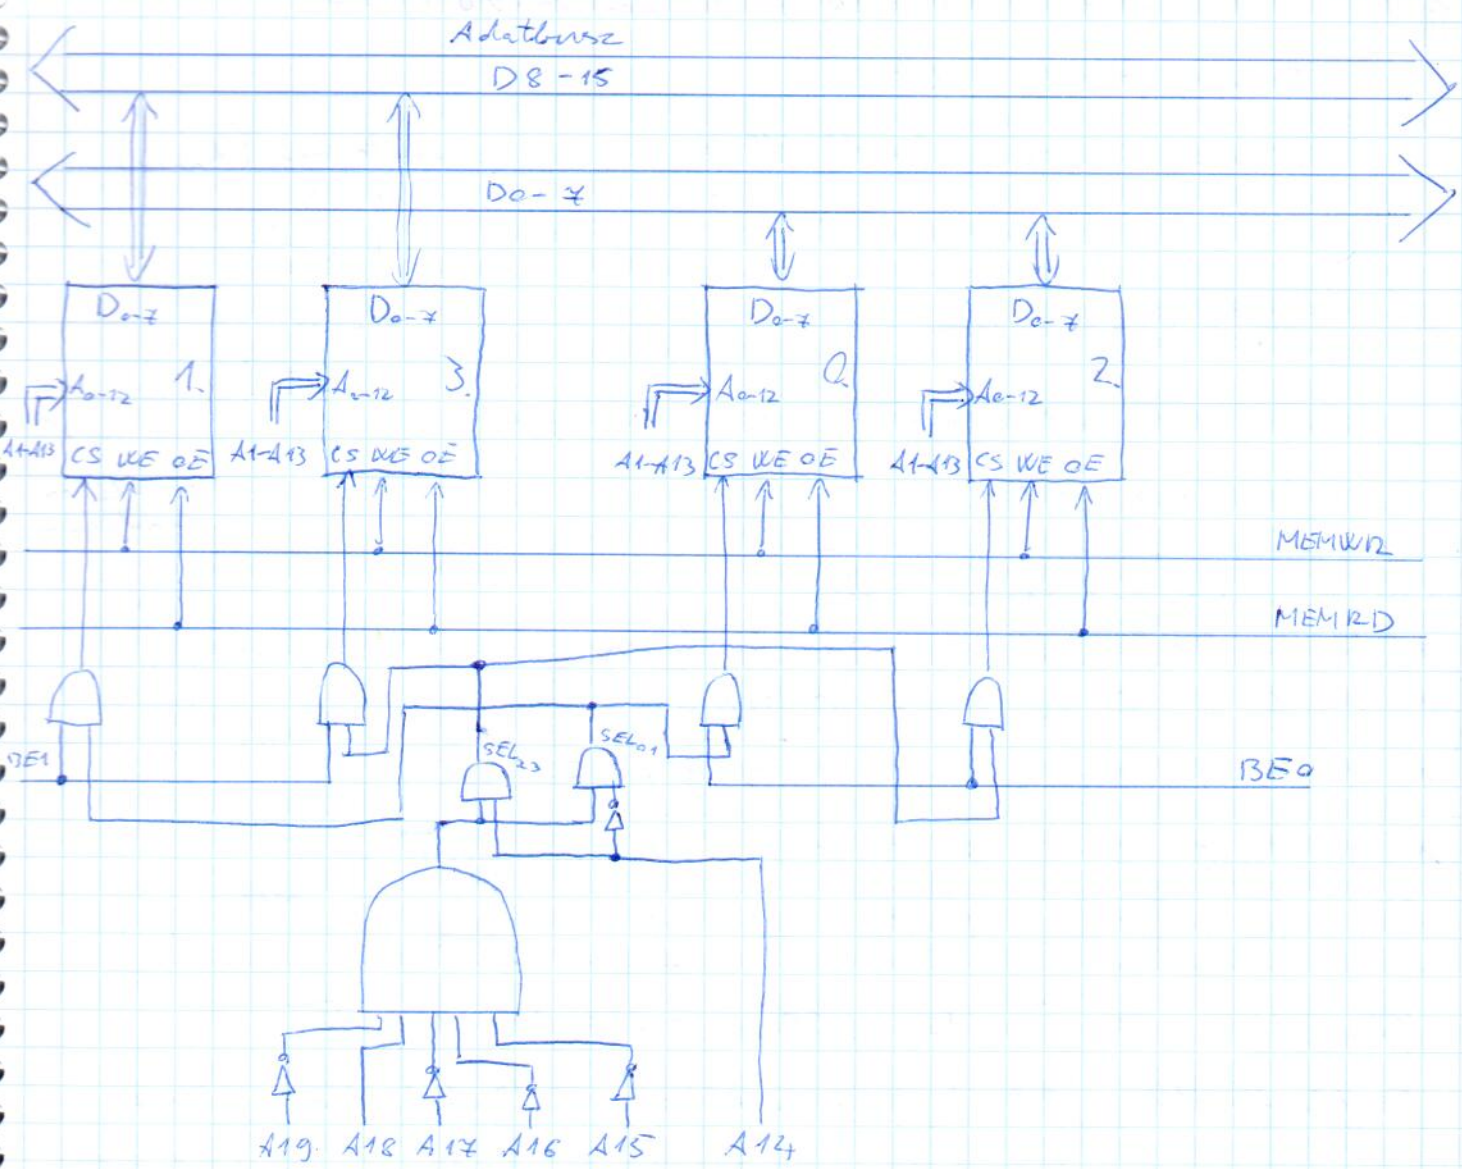 Adatbusz
D8-15
D0-7
D0-7 D0-7 D0-7 D0-7
1. 3. 0. 2.
A0-12 A0-12 A0-12 A0-12
A1-A13 CS WE OE A1-A13 CS WE OE A1-A13 CS WE OE A1-A13 CS WE OE
MEMWR
MEMRD
SEL23 SEL01
BE1 BE0
A19 A18 A17 A16 A15 A14